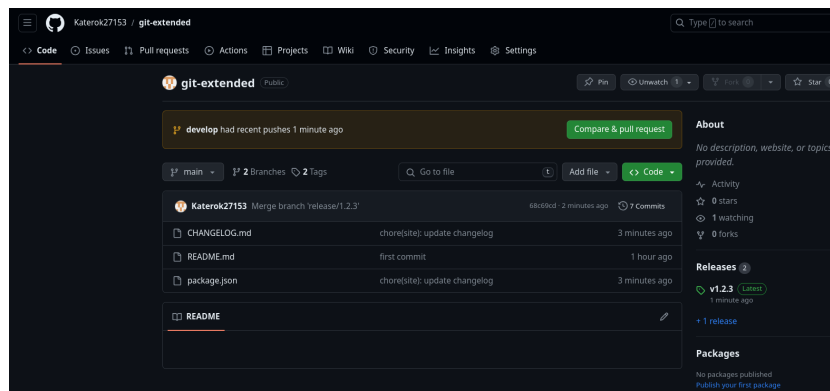 Katerok27153 / git-extended
Type / to search
Code Issues Pull requests Actions Projects Wiki Security Insights Settings
git-extended Public
Pin Unwatch 1 Fork Star
develop had recent pushes 1 minute ago Compare & pull request
main 2 Branches 2 Tags Go to file t Add file Code
Katerok27153 Merge branch 'release/1.2.3' 68c69cd · 2 minutes ago 7 Commits
CHANGELOG.md chore(site): update changelog 3 minutes ago
README.md first commit 1 hour ago
package.json chore(site): update changelog 3 minutes ago
README
About
No description, website, or topics
provided.
Activity
0 stars
1 watching
0 forks
Releases 2
v1.2.3 Latest
1 minute ago
+ 1 release
Packages
No packages published
Publish your first package